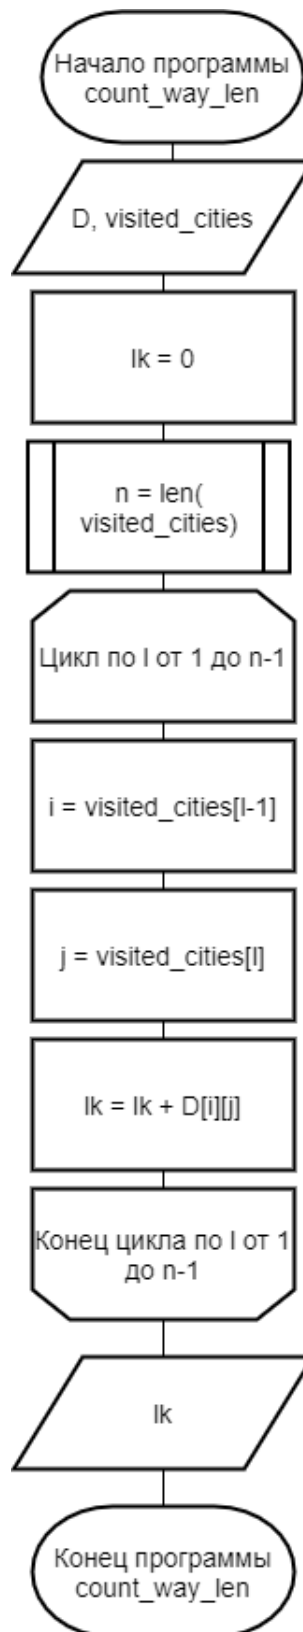 Начало программы
count_way_len
D, visited_cities
lk = 0
n = len(
visited_cities)
Цикл по l от 1 до n-1
i = visited_cities[l-1]
j = visited_cities[l]
lk = lk + D[i][j]
Конец цикла по l от 1
до n-1
lk
Конец программы
count_way_len